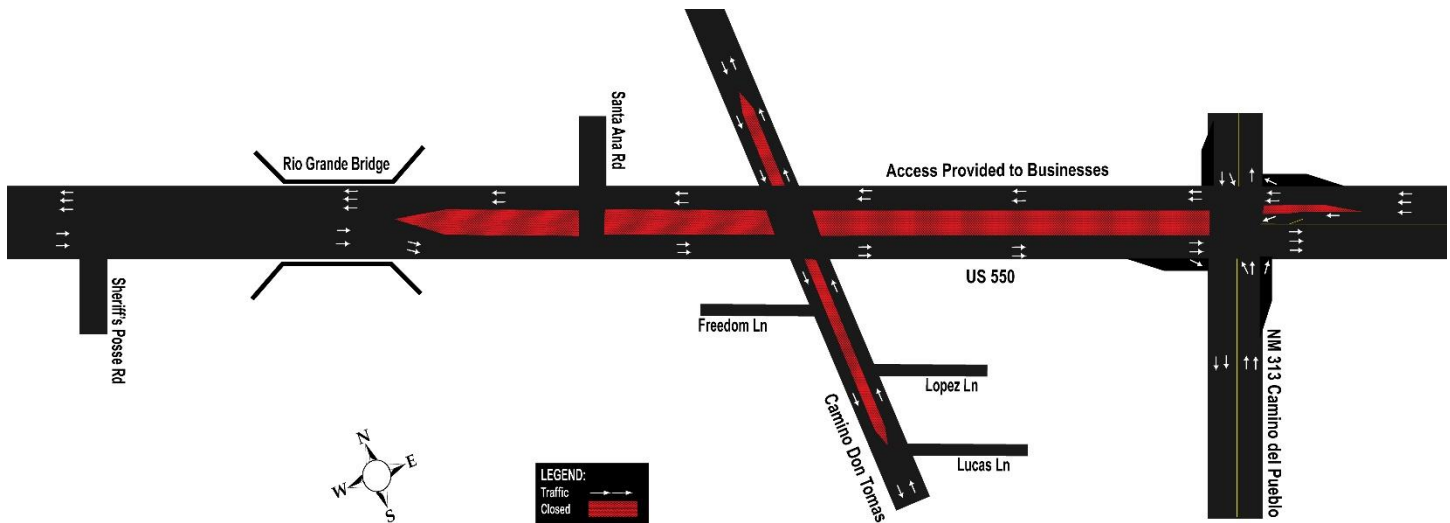 Rio Grande Bridge
Santa Ana Rd
Access Provided to Businesses
US 550
Sheriff's Posse Rd
Freedom Ln
Lopez Ln
Camino Don Tomas
Lucas Ln
NM 313 Camino del Pueblo
N
E
W
S
LEGEND:
Traffic
Closed